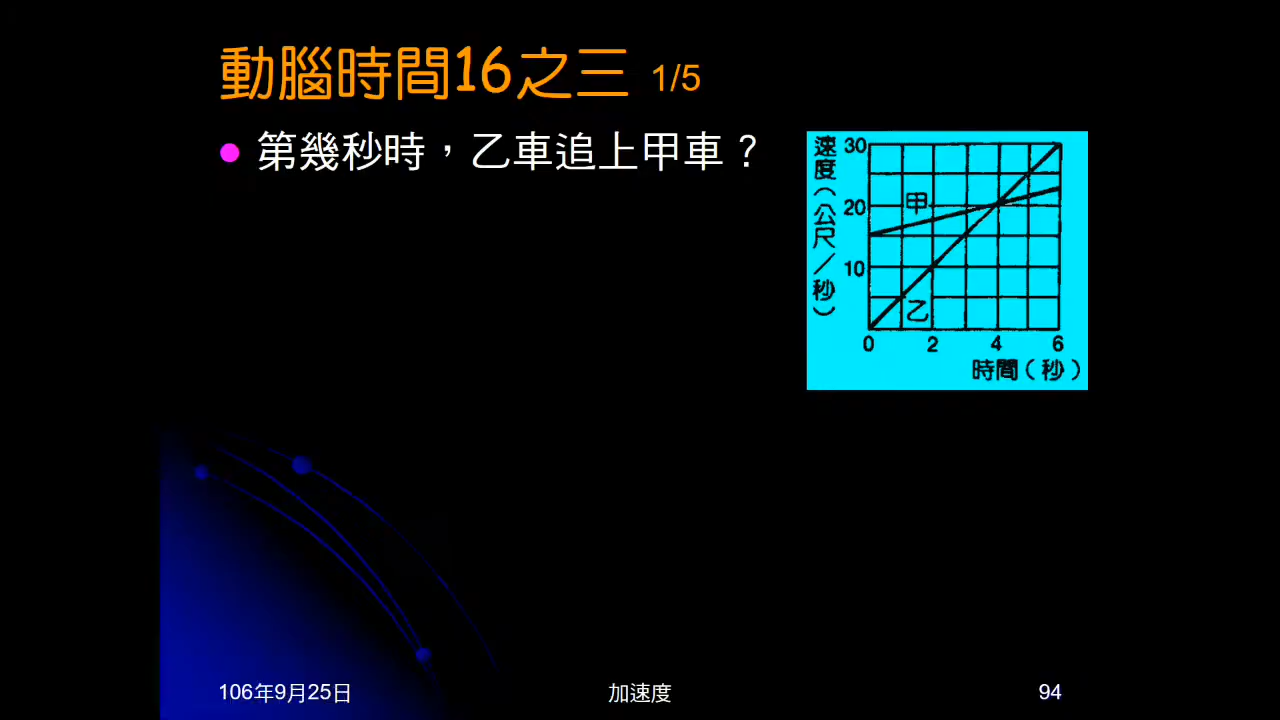 動腦時間16之三 1/5
第幾秒時，乙車追上甲車？
速度（公尺／秒）
30
20
10
甲
乙
0 2 4 6
時間（秒）
106年9月25日
加速度
94